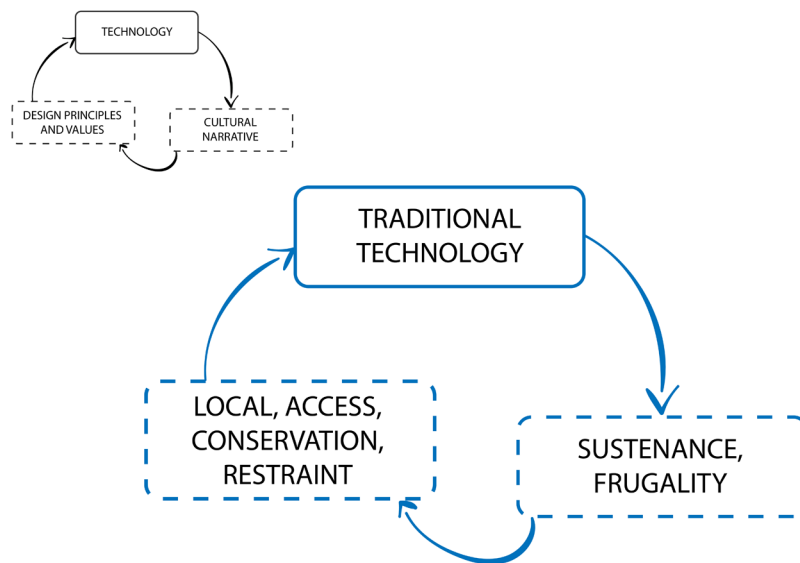 TECHNOLOGY
DESIGN PRINCIPLES
AND VALUES
CULTURAL
NARRATIVE
TRADITIONAL
TECHNOLOGY
LOCAL, ACCESS,
CONSERVATION,
RESTRAINT
SUSTENANCE,
FRUGALITY